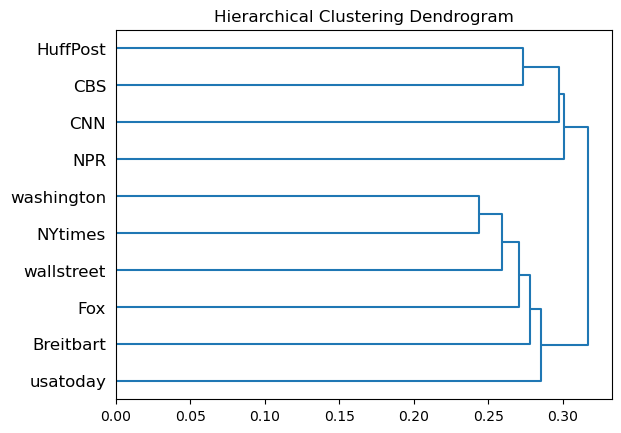 Hierarchical Clustering Dendrogram
HuffPost
CBS
CNN
NPR
washington
NYtimes
wallstreet
Fox
Breitbart
usatoday
0.00 0.05 0.10 0.15 0.20 0.25 0.30